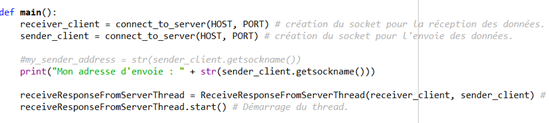 def main():
receiver_client = connect_to_server(HOST, PORT) # création du socket pour la réception des données.
sender_client = connect_to_server(HOST, PORT) # création du socket pour l'envoie des données.
#my_sender_address = str(sender_client.getsockname())
print("Mon adresse d'envoie : " + str(sender_client.getsockname()))
receiveResponseFromServerThread = ReceiveResponseFromServerThread(receiver_client, sender_client) #
receiveResponseFromServerThread.start() # Démarrage du thread.